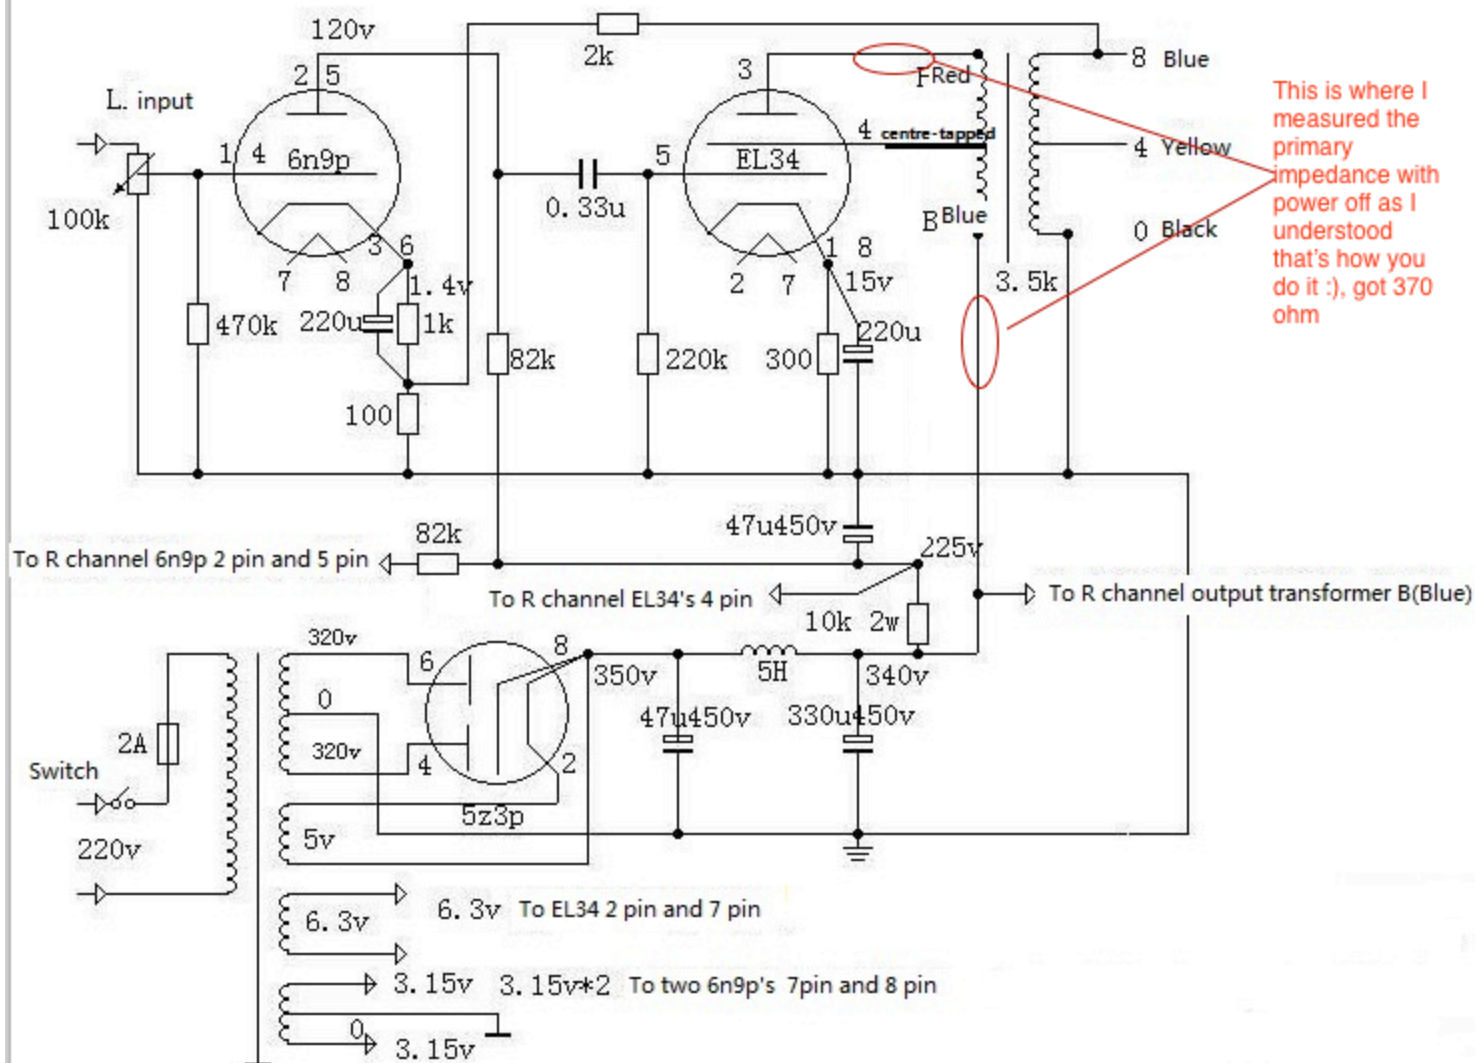 120v
2k
8 Blue
2 5
3
FRed
L. input
This is where I
measured the
primary
impedance with
power off as I
understood
that's how you
do it :), got 370
ohm
4 centre-tapped
1 4 6n9p
5
EL34
4 Yellow
100k
0.33u
B Blue
0 Black
3 6
1 8
7 8
2 7
1.4v
15v
3.5k
470k
220u
1k
82k
220k
300
220u
100
47u450v
82k
225v
To R channel 6n9p 2 pin and 5 pin
To R channel EL34's 4 pin
To R channel output transformer B(Blue)
10k 2w
320v
6
8
350v
5H
340v
0
47u450v
330u450v
2A
320v
4
2
Switch
5z3p
220v
5v
6.3v
6.3v To EL34 2 pin and 7 pin
3.15v 3.15v*2 To two 6n9p's 7pin and 8 pin
0
3.15v